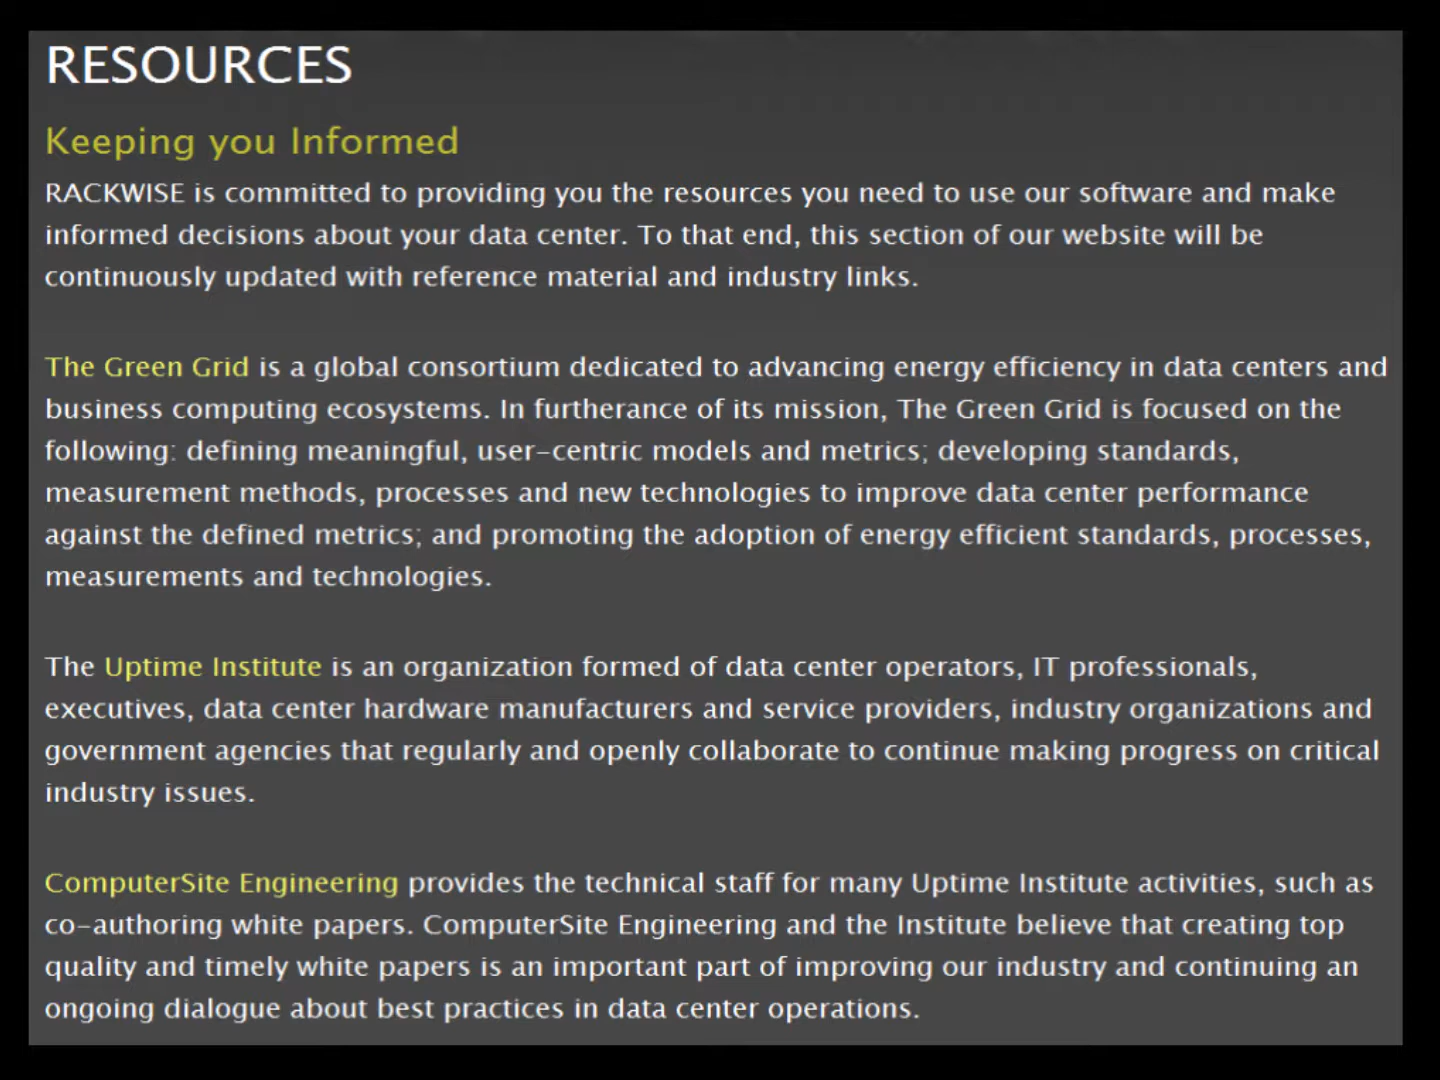 RESOURCES
Keeping you Informed
RACKWISE is committed to providing you the resources you need to use our software and make
informed decisions about your data center. To that end, this section of our website will be
continuously updated with reference material and industry links.
The Green Grid is a global consortium dedicated to advancing energy efficiency in data centers and
business computing ecosystems. In furtherance of its mission, The Green Grid is focused on the
following: defining meaningful, user-centric models and metrics; developing standards,
measurement methods, processes and new technologies to improve data center performance
against the defined metrics; and promoting the adoption of energy efficient standards, processes,
measurements and technologies.
The Uptime Institute is an organization formed of data center operators, IT professionals,
executives, data center hardware manufacturers and service providers, industry organizations and
government agencies that regularly and openly collaborate to continue making progress on critical
industry issues.
ComputerSite Engineering provides the technical staff for many Uptime Institute activities, such as
co-authoring white papers. ComputerSite Engineering and the Institute believe that creating top
quality and timely white papers is an important part of improving our industry and continuing an
ongoing dialogue about best practices in data center operations.